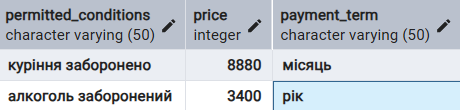 permitted_conditions price payment_term
character varying (50) integer character varying (50)
куріння заборонено 8880 місяць
алкоголь заборонений 3400 рік